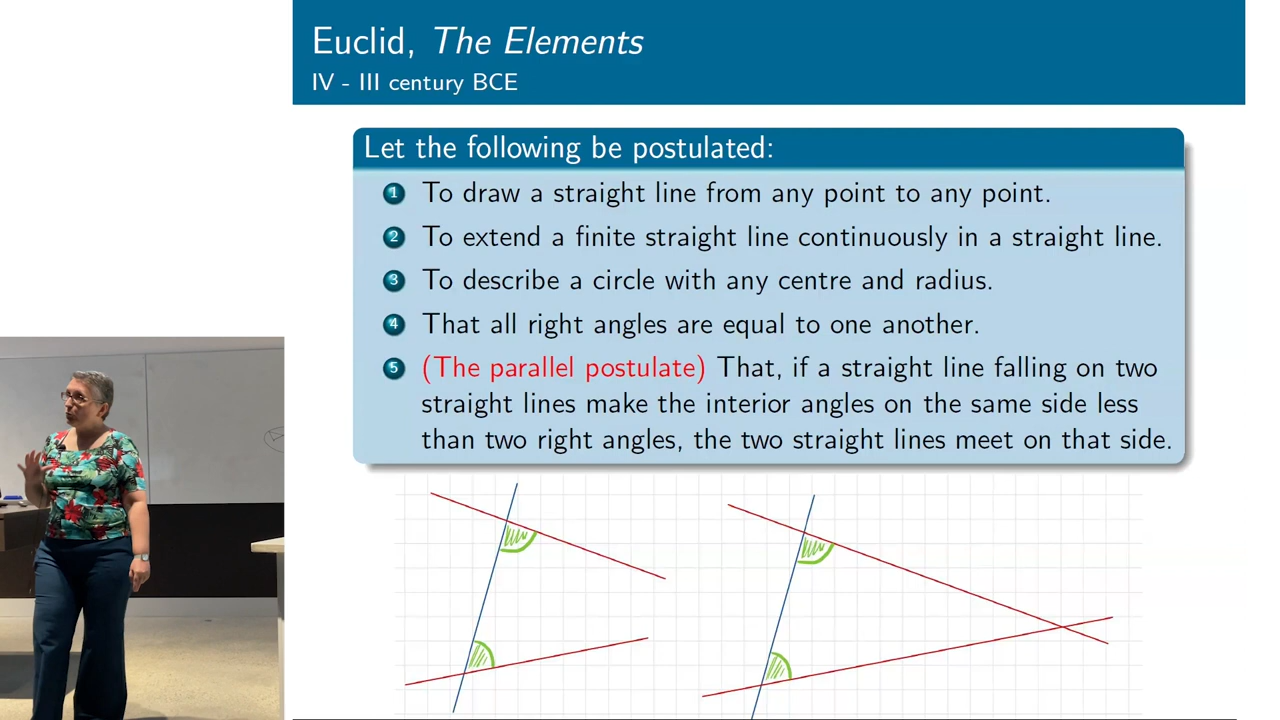 Euclid, The Elements
IV - III century BCE
Let the following be postulated:
1 To draw a straight line from any point to any point.
2 To extend a finite straight line continuously in a straight line.
3 To describe a circle with any centre and radius.
4 That all right angles are equal to one another.
5 (The parallel postulate) That, if a straight line falling on two
straight lines make the interior angles on the same side less
than two right angles, the two straight lines meet on that side.